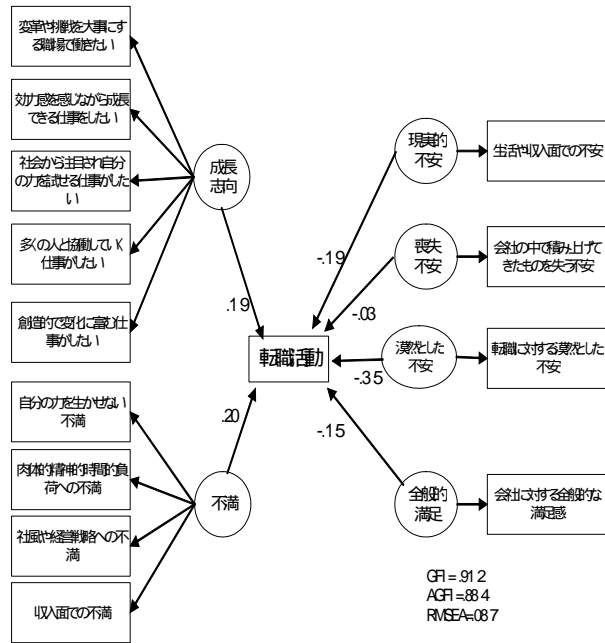 変革や挑戦を大事にす
る職場で働きたい
効力感を感じながら成長
できる仕事をしたい
社会から注目され自分
の力を試せる仕事がした
い
多くの人と協働していく
仕事がしたい
創造的で変化に富む仕
事がしたい
自分の力を生かせない
不満
肉体的精神的時間的負
荷への不満
社風や経営戦略への不
満
収入面での不満
成長
志向
不満
.19
.20
転職活動
-.19
-.03
-.35
-.15
現実的
不安
喪失
不安
漠然とした
不安
全般的
満足
生活や収入面での不安
会社の中で積み上げて
きたものを失う不安
転職に対する漠然とした
不安
会社に対する全般的な
満足感
GFI=.912
AGFI=.884
RMSEA=.087